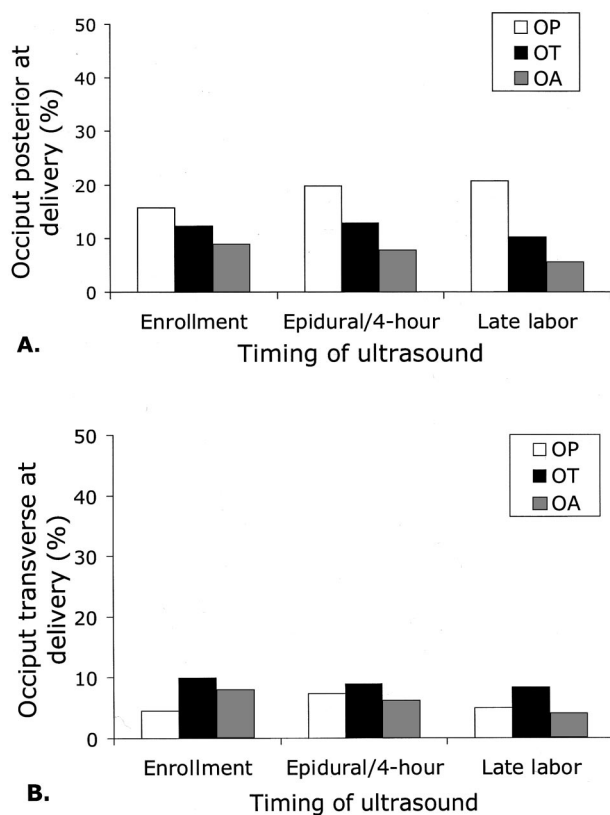 50
40
30
20
10
0
Occiput posterior at
delivery (%)
OP
OT
OA
Enrollment Epidural/4-hour Late labor
A.
Timing of ultrasound
50
40
30
20
10
0
Occiput transverse at
delivery (%)
OP
OT
OA
Enrollment Epidural/4-hour Late labor
B.
Timing of ultrasound